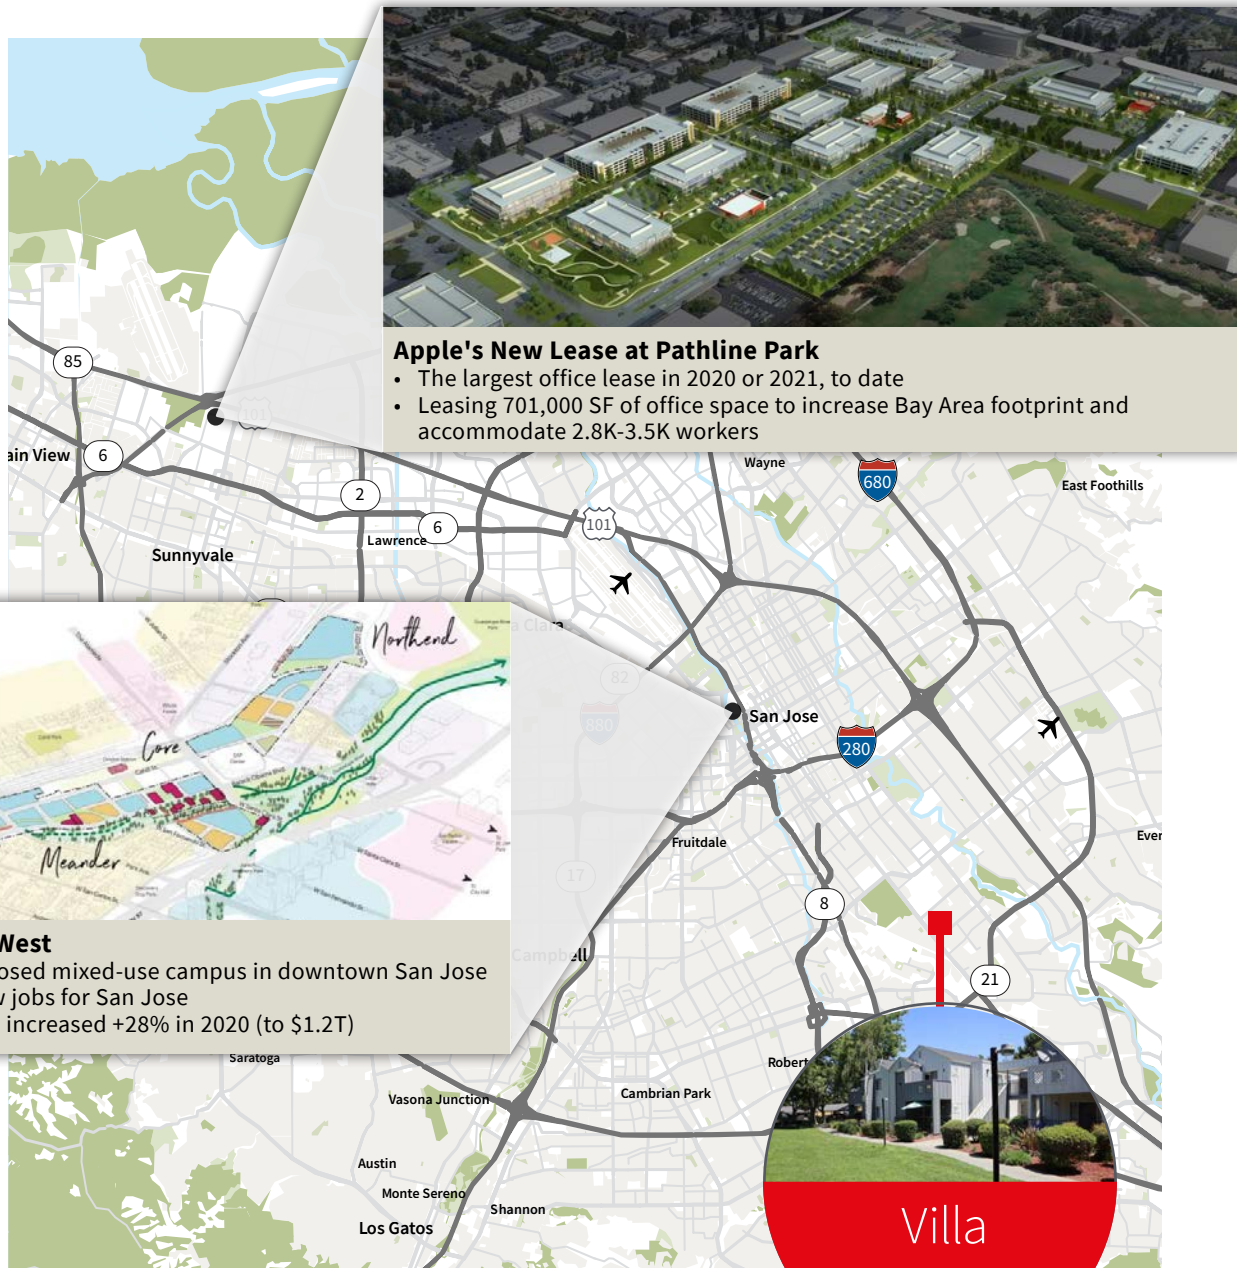 Apple's New Lease at Pathline Park
• The largest office lease in 2020 or 2021, to date
• Leasing 701,000 SF of office space to increase Bay Area footprint and
accommodate 2.8K-3.5K workers
85
101
ain View
6
2
6
Lawrence
101
Sunnyvale
Wayne
680
East Foothills
a Clara
82
880
San Jose
280
Northend
Core
Meander
Fruitdale
Ever
17
8
Campbell
21
West
osed mixed-use campus in downtown San Jose
w jobs for San Jose
increased +28% in 2020 (to $1.2T)
Saratoga
Robert
Vasona Junction
Cambrian Park
Austin
Monte Sereno
Shannon
Los Gatos
Villa